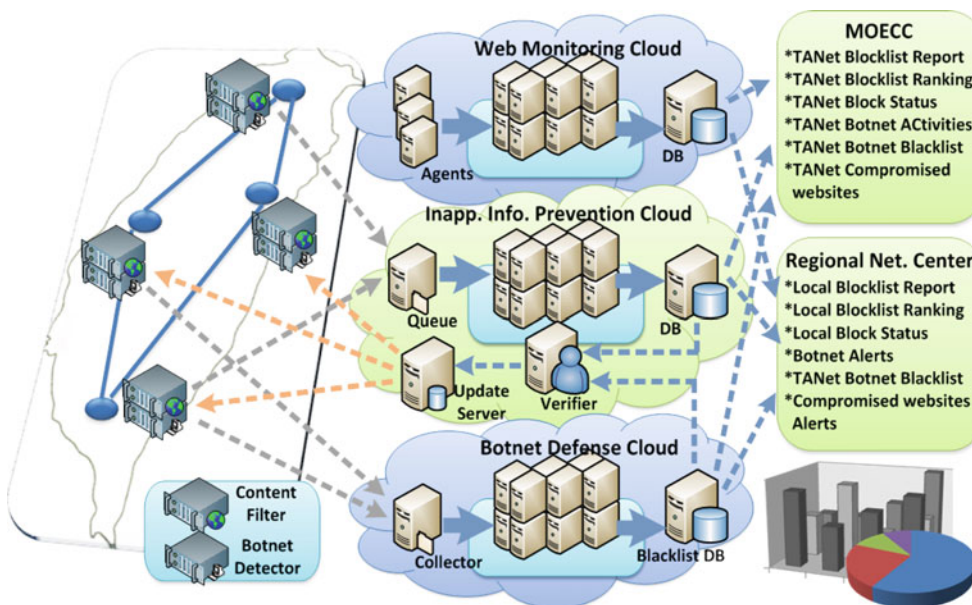 Web Monitoring Cloud
Agents
DB
Inapp. Info. Prevention Cloud
Queue
DB
Update
Server
Verifier
Botnet Defense Cloud
Collector
Blacklist DB
Content
Filter
Botnet
Detector
MOECC
*TANet Blocklist Report
*TANet Blocklist Ranking
*TANet Block Status
*TANet Botnet ACtivities
*TANet Botnet Blacklist
*TANet Compromised
websites
Regional Net. Center
*Local Blocklist Report
*Local Blocklist Ranking
*Local Block Status
*Botnet Alerts
*TANet Botnet Blacklist
*Compromised websites
Alerts